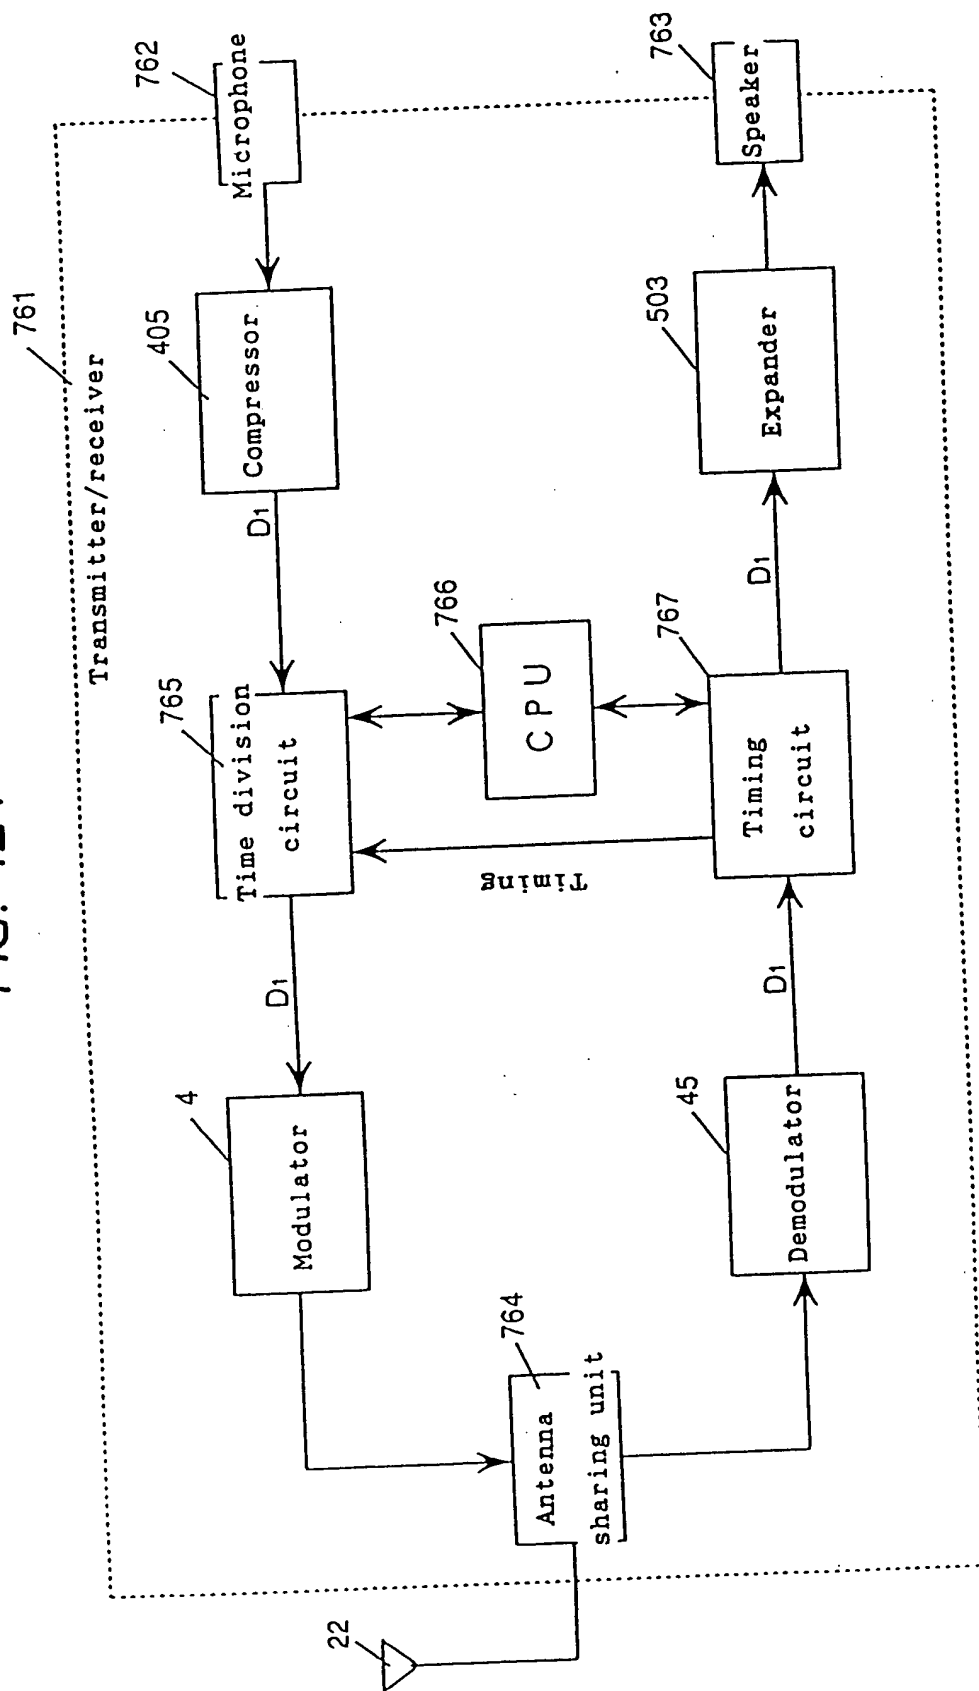 761
Transmitter/receiver
22
764
Antenna
sharing unit
4
Modulator
D1
765
Time division
circuit
D1
405
Compressor
762
Microphone
Timing
766
CPU
45
Demodulator
D1
767
Timing
circuit
D1
503
Expander
763
Speaker